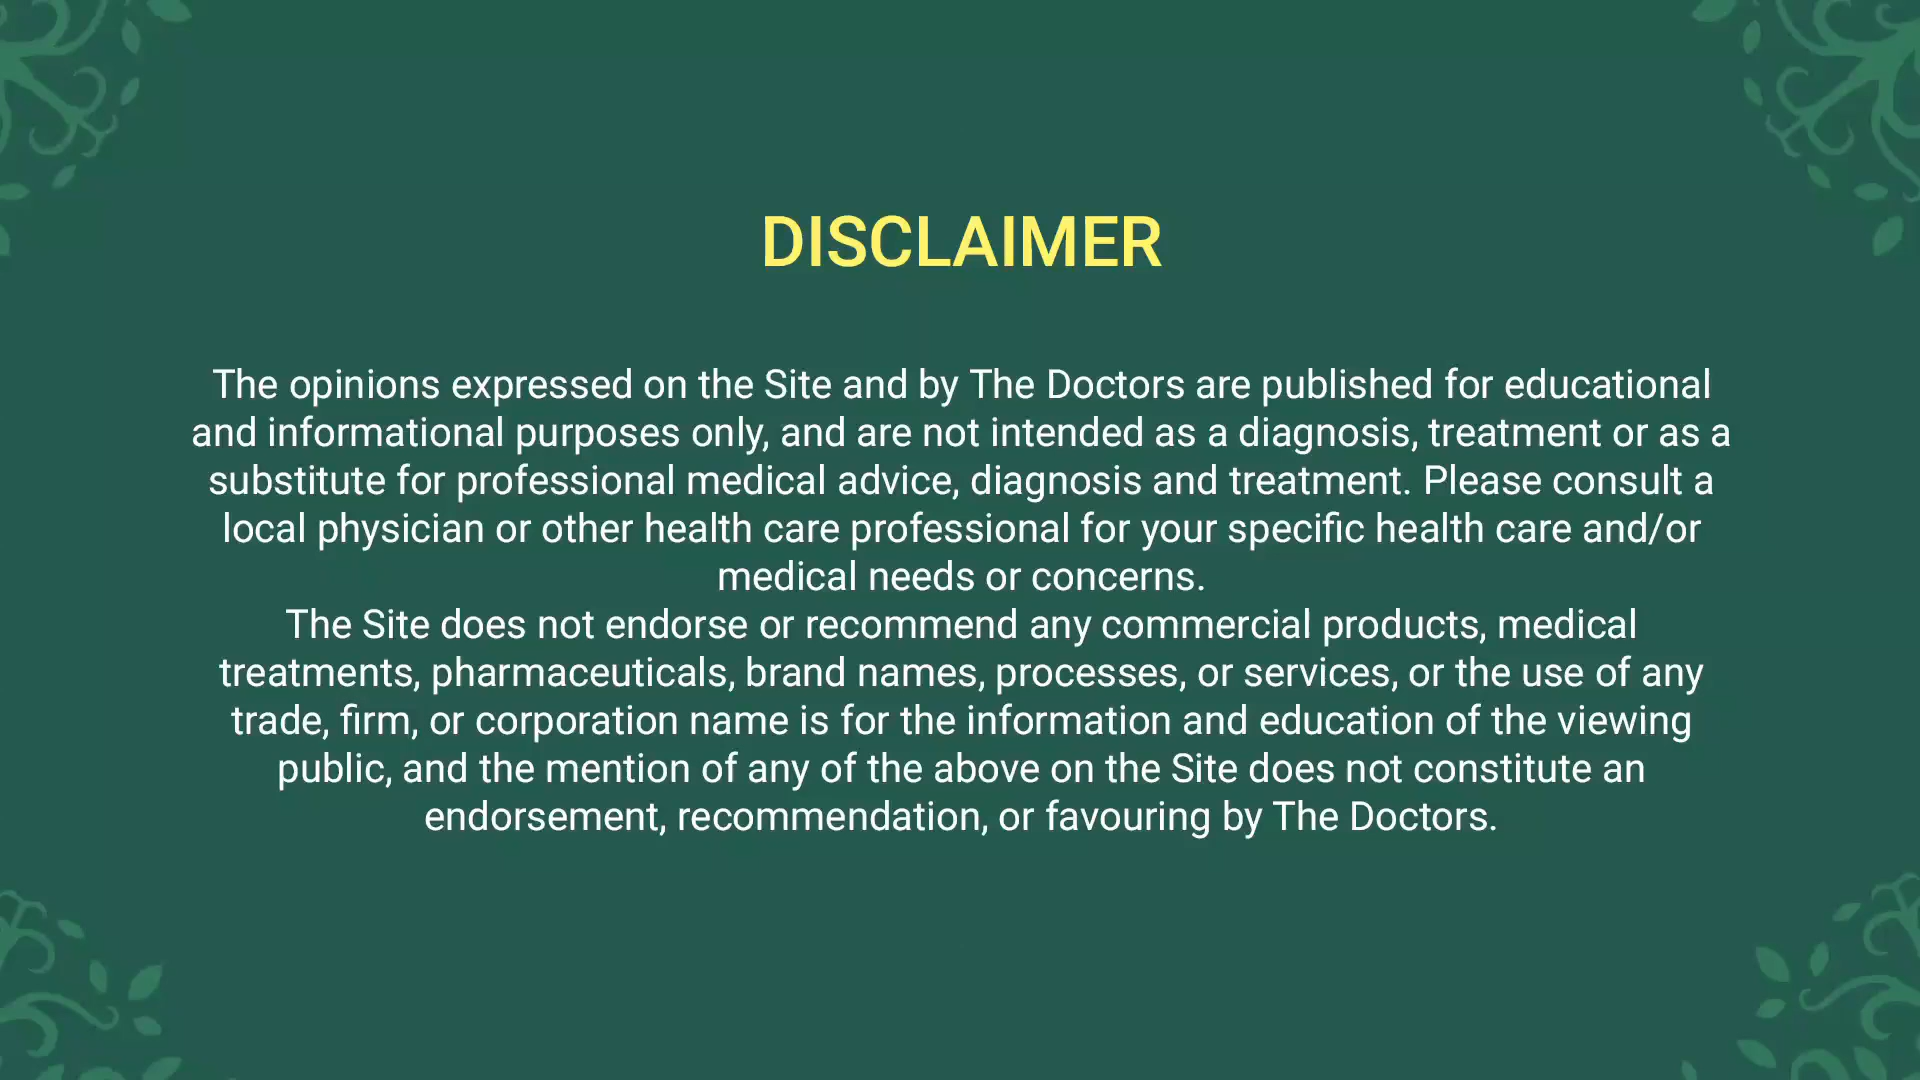 DISCLAIMER
The opinions expressed on the Site and by The Doctors are published for educational
and informational purposes only, and are not intended as a diagnosis, treatment or as a
substitute for professional medical advice, diagnosis and treatment. Please consult a
local physician or other health care professional for your specific health care and/or
medical needs or concerns.
The Site does not endorse or recommend any commercial products, medical
treatments, pharmaceuticals, brand names, processes, or services, or the use of any
trade, firm, or corporation name is for the information and education of the viewing
public, and the mention of any of the above on the Site does not constitute an
endorsement, recommendation, or favouring by The Doctors.